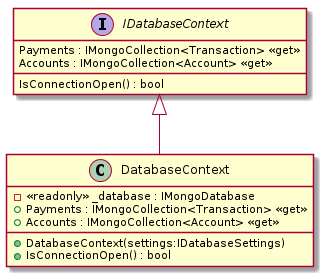 I IDatabaseContext
Payments : IMongoCollection<Transaction> «get»
Accounts : IMongoCollection<Account> «get»
IsConnectionOpen() : bool
C DatabaseContext
«readonly» _database : IMongoDatabase
Payments : IMongoCollection<Transaction> «get»
Accounts : IMongoCollection<Account> «get»
DatabaseContext(settings:IDatabaseSettings)
IsConnectionOpen() : bool